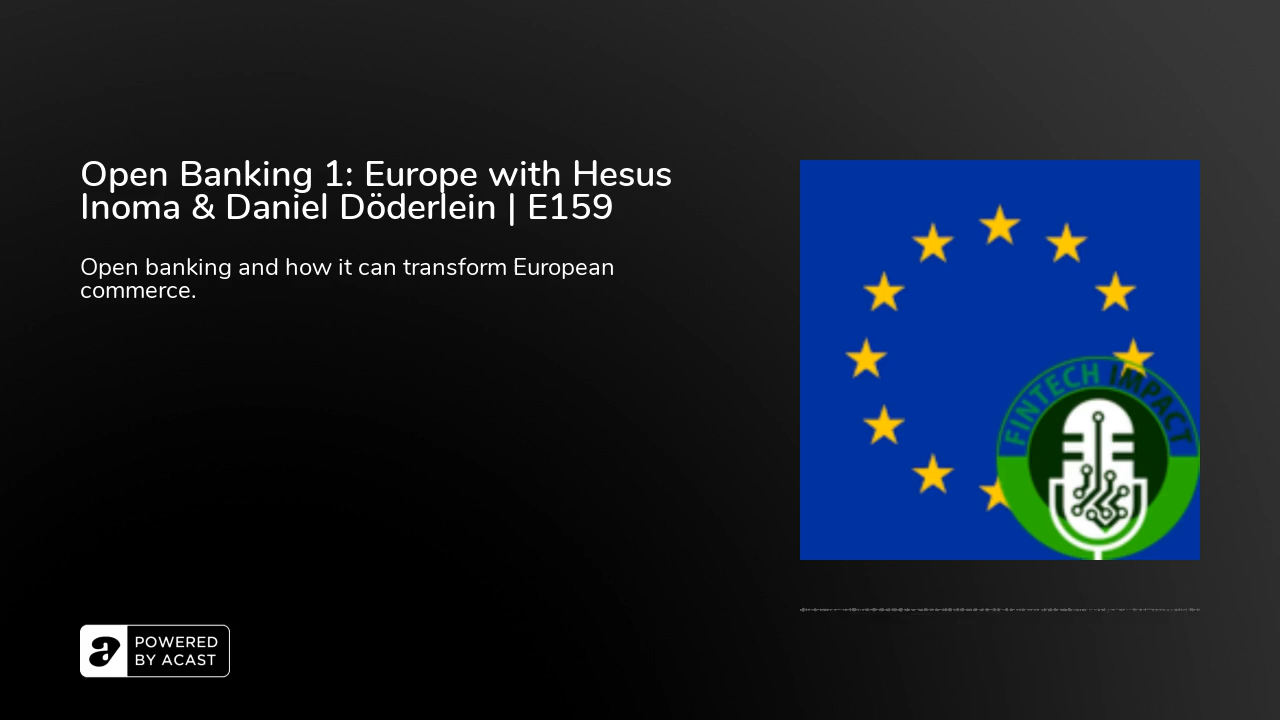 Open Banking 1: Europe with Hesus
Inoma & Daniel Döderlein | E159
Open banking and how it can transform European
commerce.
FINTECH IMPACT
POWERED
BY ACAST